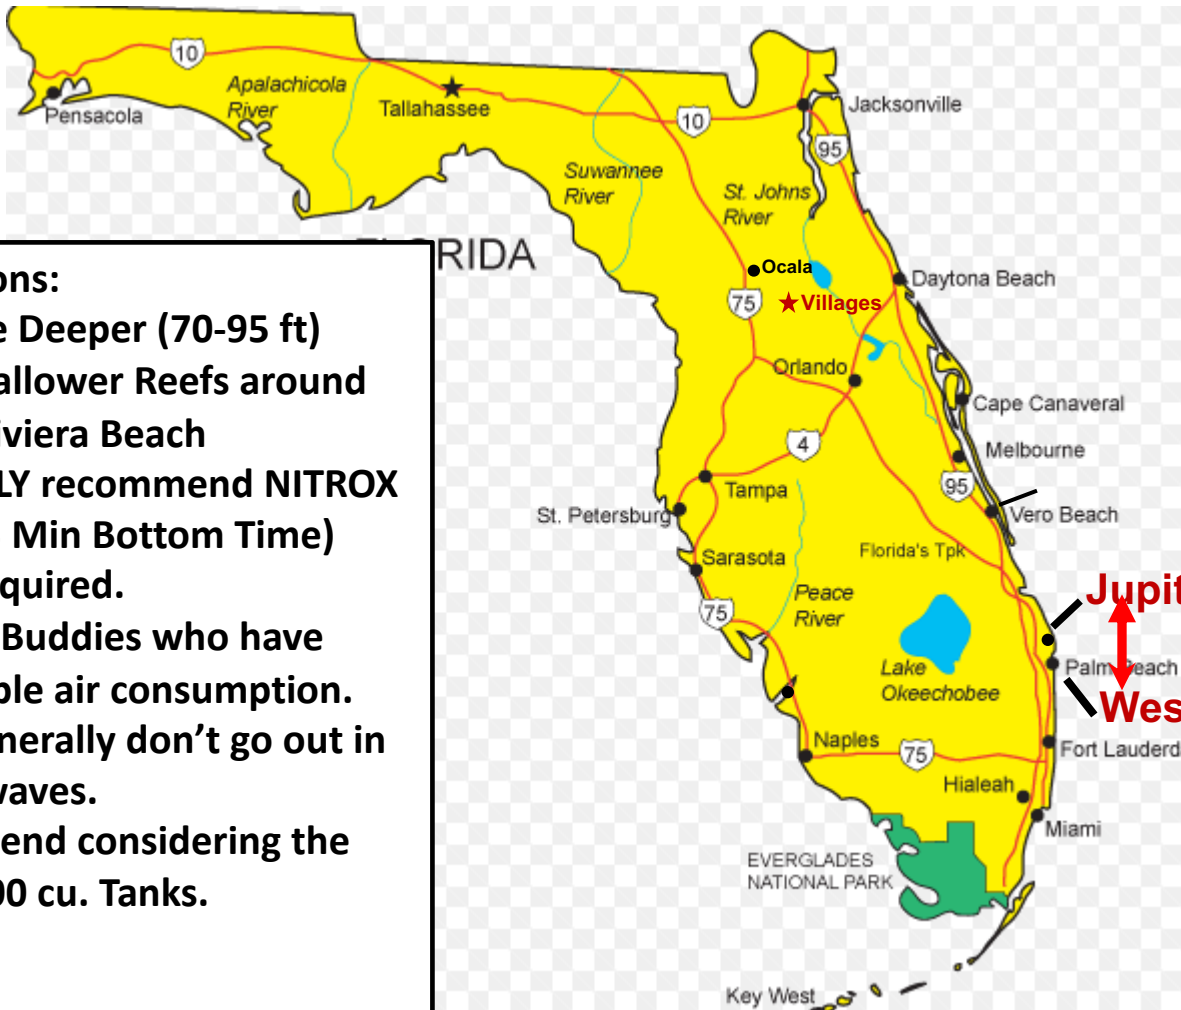 10
Apalachicola
River
Tallahassee
Pensacola
10
Jacksonville
95
Suwannee
River
St. Johns
River
RIDA
Ocala
Daytona Beach
75
Villages
Orlando
Cape Canaveral
4
Melbourne
95
Tampa
St. Petersburg
Vero Beach
Sarasota
Florida's Tpk
75
Peace
River
Jupit
Lake
Okeechobee
Palm Beach
Wes
Naples
75
Fort Lauderd
Hialeah
Miami
EVERGLADES
NATIONAL PARK
Key West
ons:
e Deeper (70-95 ft)
allower Reefs around
iviera Beach
LY recommend NITROX
Min Bottom Time)
quired.
Buddies who have
ble air consumption.
nerally don’t go out in
waves.
end considering the
00 cu. Tanks.